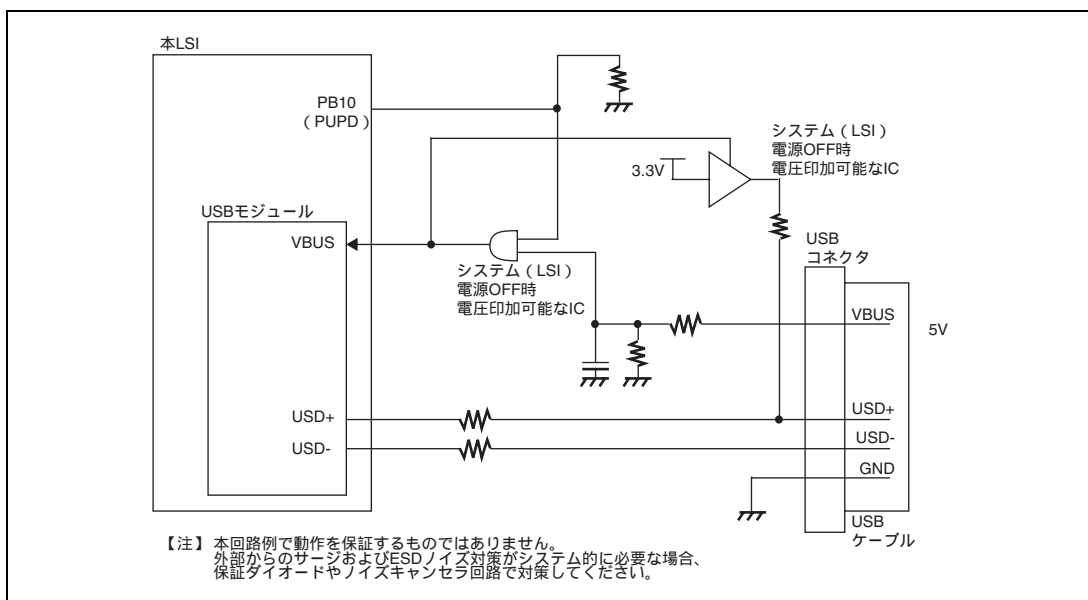 本LSI
PB10
（PUPD）
システム（LSI）
電源OFF時
電圧印加可能なIC
3.3V
USBモジュール
VBUS
システム（LSI）
電源OFF時
電圧印加可能なIC
USB
コネクタ
VBUS
5V
USD+
USD-
USD+
USD-
GND
USB
ケーブル
【注】 本回路例で動作を保証するものではありません。
外部からのサージおよびESDノイズ対策がシステム的に必要な場合、
保証ダイオードやノイズキャンセラ回路で対策してください。